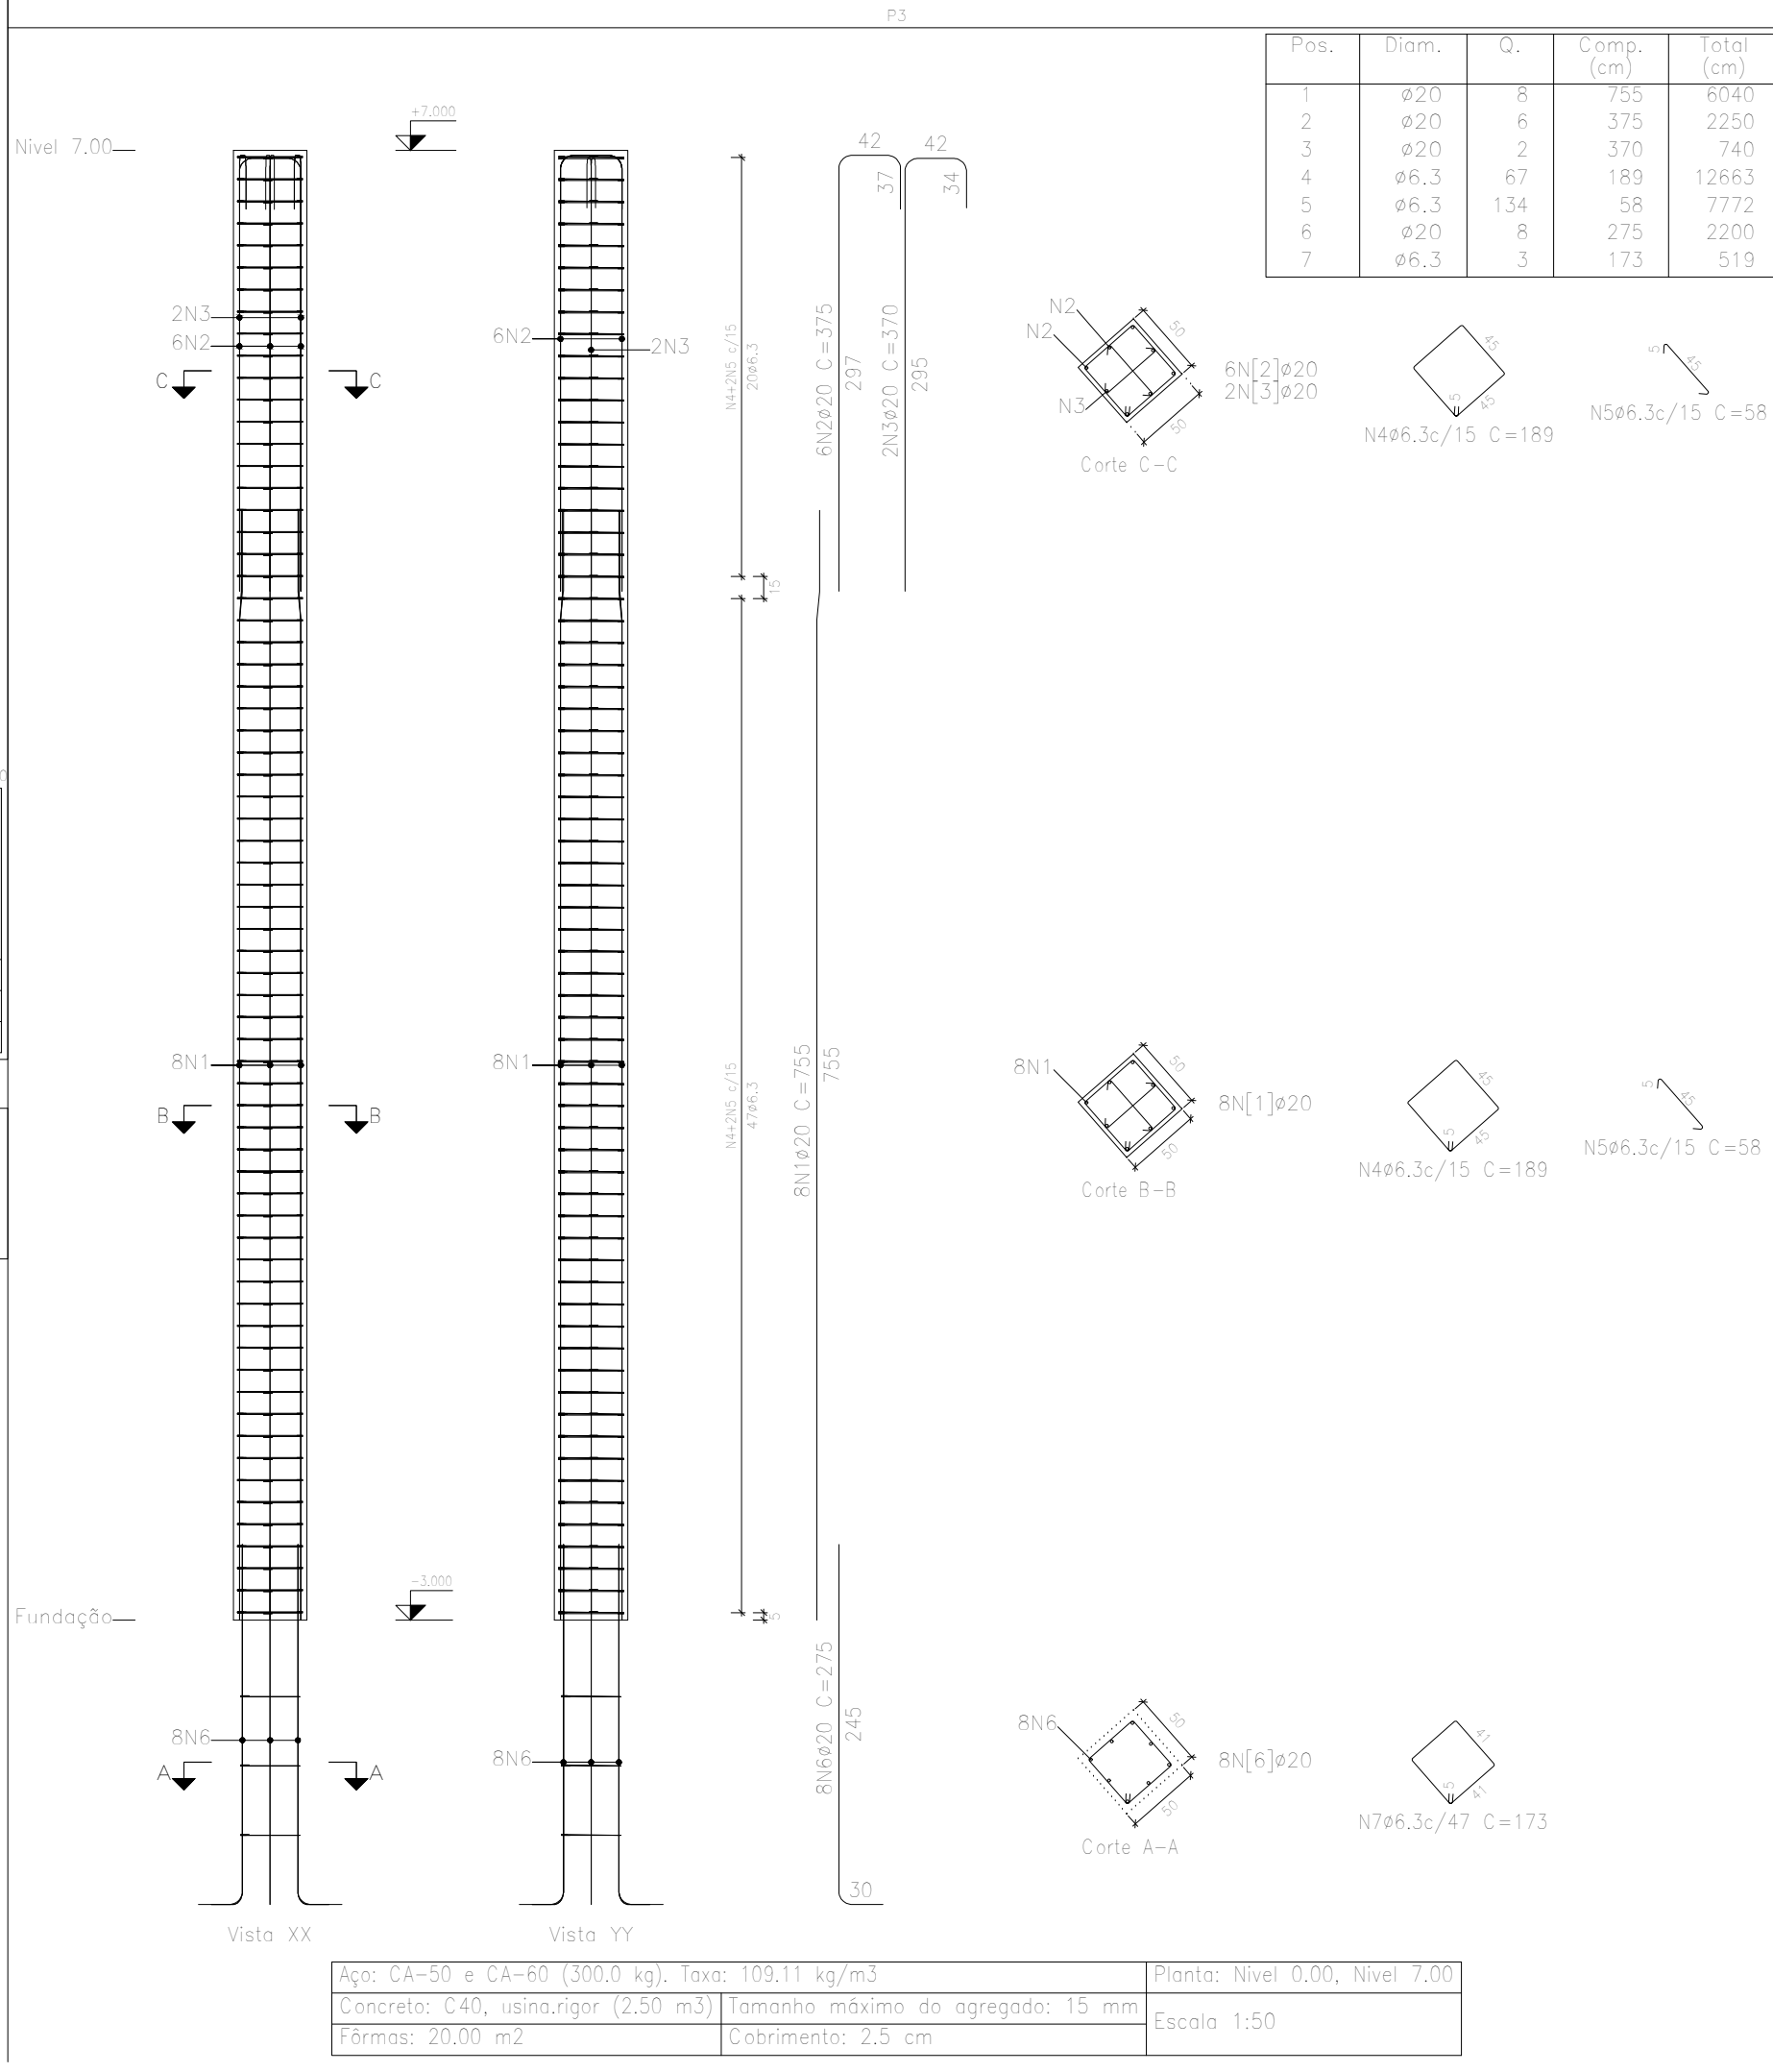 P3
Pos. Diam. Q. Comp. (cm) Total (cm)
1 ø20 8 755 6040
2 ø20 6 375 2250
3 ø20 2 370 740
4 ø6.3 67 189 12663
5 ø6.3 134 58 7772
6 ø20 8 275 2200
7 ø6.3 3 173 519
Nivel 7.00
+7.000
42
42
37
34
2N3
6N2
6N2
2N3
C
C
N4+2N5 c/15
20ø6.3
15
6N2ø20 C=375
297
2N3ø20 C=370
295
N2
N2
N3
50
50
6N[2]ø20
2N[3]ø20
Corte C-C
45
45
5
N4ø6.3c/15 C=189
5
45
N5ø6.3c/15 C=58
8N1
8N1
B
B
N4+2N5 c/15
47ø6.3
8N1ø20 C=755
755
8N1
50
50
8N[1]ø20
Corte B-B
45
45
5
N4ø6.3c/15 C=189
5
45
N5ø6.3c/15 C=58
Fundação
-3.000
5
8N6
8N6
A
A
8N6ø20 C=275
245
30
8N6
50
50
8N[6]ø20
Corte A-A
41
41
5
N7ø6.3c/47 C=173
Vista XX
Vista YY
Aço: CA-50 e CA-60 (300.0 kg). Taxa: 109.11 kg/m3
Planta: Nivel 0.00, Nivel 7.00
Concreto: C40, usina.rigor (2.50 m3)
Tamanho máximo do agregado: 15 mm
Escala 1:50
Fôrmas: 20.00 m2
Cobrimento: 2.5 cm